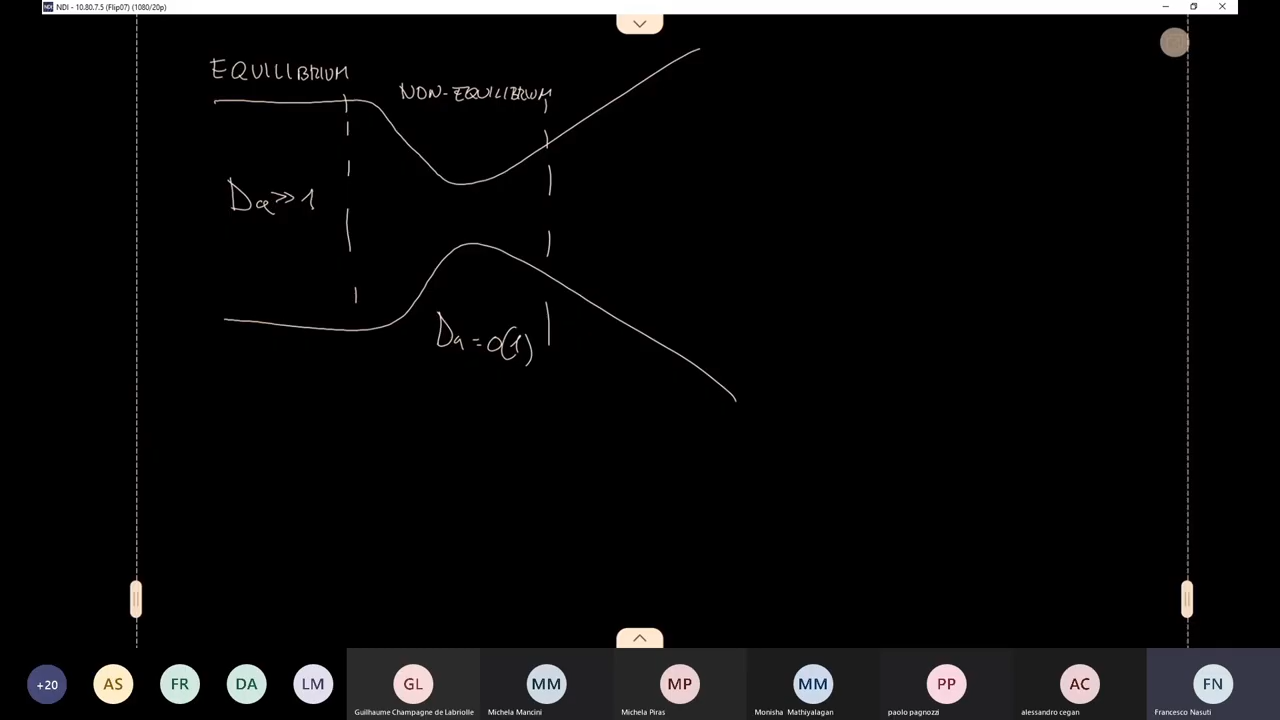 NDI - 10.80.7.5 (Flip07) (1080/20p)
EQUILIBRIUM
NON-EQUILIBRIUM
Da >> 1
Da = O(1)
+20
AS
FR
DA
LM
GL
MM
MP
MM
PP
AC
FN
Guilhaume Champagne de Labriolle
Michela Mancini
Michela Piras
Monisha Mathiyalagan
paolo pagnozzi
alessandro cegan
Francesco Nasuti